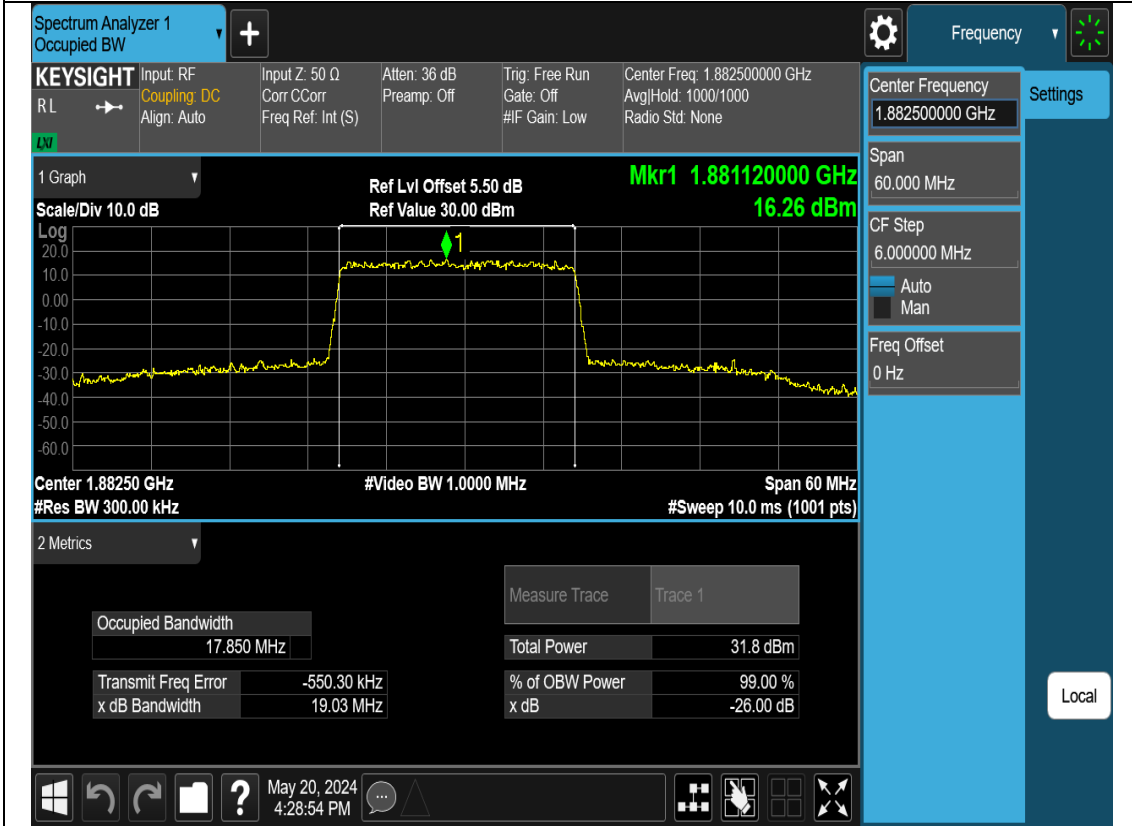 Spectrum Analyzer 1
Occupied BW
+
Frequency
KEYSIGHT
R L
LXI
Input: RF
Coupling: DC
Align: Auto
Input Z: 50 Ω
Corr CCorr
Freq Ref: Int (S)
Atten: 36 dB
Preamp: Off
Trig: Free Run
Gate: Off
#IF Gain: Low
Center Freq: 1.882500000 GHz
Avg|Hold: 1000/1000
Radio Std: None
Center Frequency
1.882500000 GHz
Settings
Span
60.000 MHz
CF Step
6.000000 MHz
Auto
Man
Freq Offset
0 Hz
Local
1 Graph
Scale/Div 10.0 dB
Ref Lvl Offset 5.50 dB
Ref Value 30.00 dBm
Mkr1 1.881120000 GHz
16.26 dBm
Log
1
20.0
10.0
0.00
-10.0
-20.0
-30.0
-40.0
-50.0
-60.0
Center 1.88250 GHz
#Video BW 1.0000 MHz
Span 60 MHz
#Res BW 300.00 kHz
#Sweep 10.0 ms (1001 pts)
2 Metrics
Measure Trace
Trace 1
Occupied Bandwidth
17.850 MHz
Total Power
31.8 dBm
Transmit Freq Error
-550.30 kHz
% of OBW Power
99.00 %
x dB Bandwidth
19.03 MHz
x dB
-26.00 dB
?
May 20, 2024
4:28:54 PM